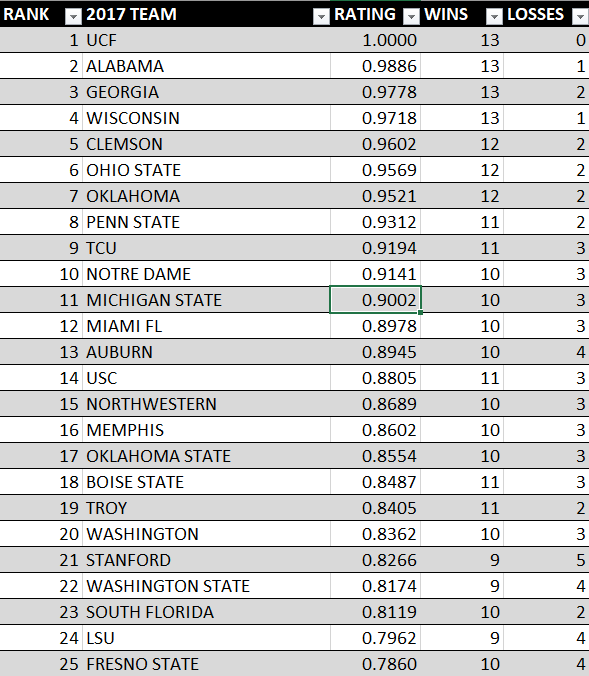 RANK 2017 TEAM RATING WINS LOSSES
1 UCF 1.0000 13 0
2 ALABAMA 0.9886 13 1
3 GEORGIA 0.9778 13 2
4 WISCONSIN 0.9718 13 1
5 CLEMSON 0.9602 12 2
6 OHIO STATE 0.9569 12 2
7 OKLAHOMA 0.9521 12 2
8 PENN STATE 0.9312 11 2
9 TCU 0.9194 11 3
10 NOTRE DAME 0.9141 10 3
11 MICHIGAN STATE 0.9002 10 3
12 MIAMI FL 0.8978 10 3
13 AUBURN 0.8945 10 4
14 USC 0.8805 11 3
15 NORTHWESTERN 0.8689 10 3
16 MEMPHIS 0.8602 10 3
17 OKLAHOMA STATE 0.8554 10 3
18 BOISE STATE 0.8487 11 3
19 TROY 0.8405 11 2
20 WASHINGTON 0.8362 10 3
21 STANFORD 0.8266 9 5
22 WASHINGTON STATE 0.8174 9 4
23 SOUTH FLORIDA 0.8119 10 2
24 LSU 0.7962 9 4
25 FRESNO STATE 0.7860 10 4